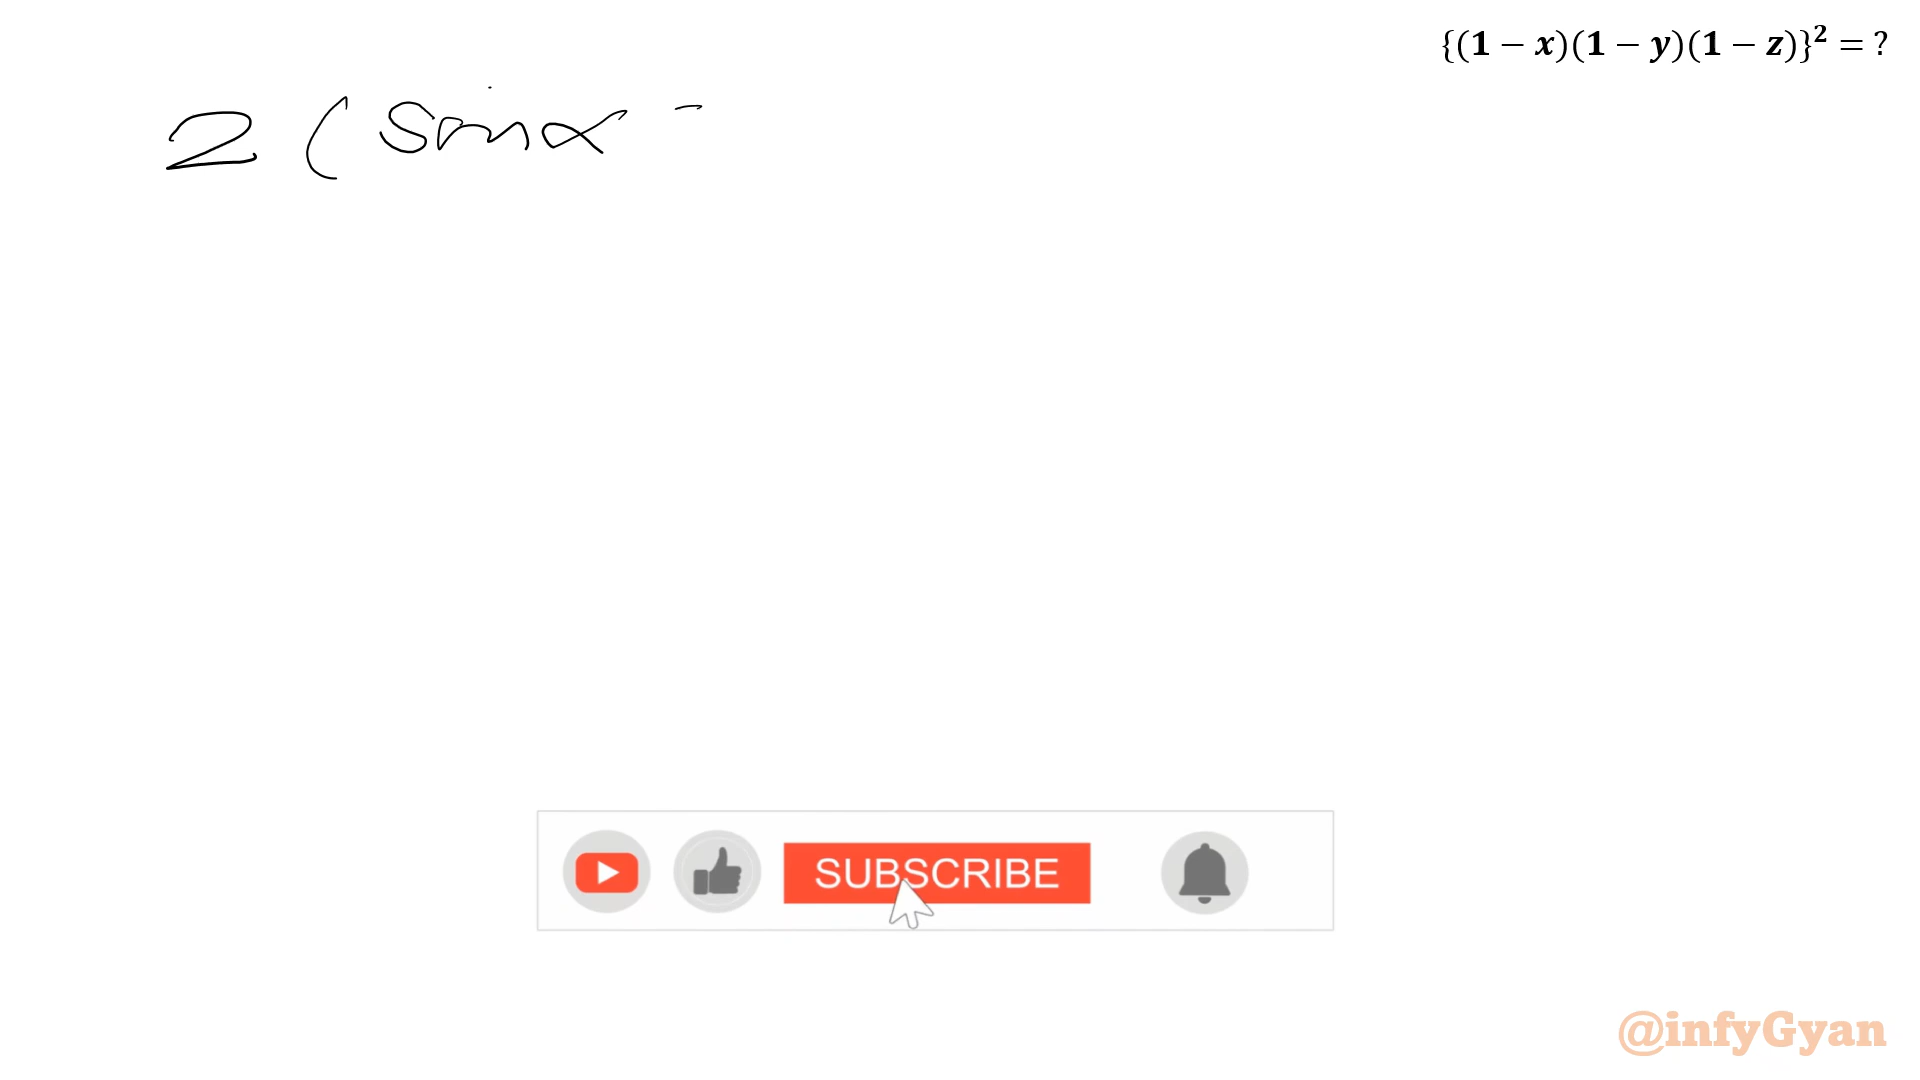 {(1 − x)(1 − y)(1 − z)}² = ?
2 ( sinα -
SUBSCRIBE
@infyGyan